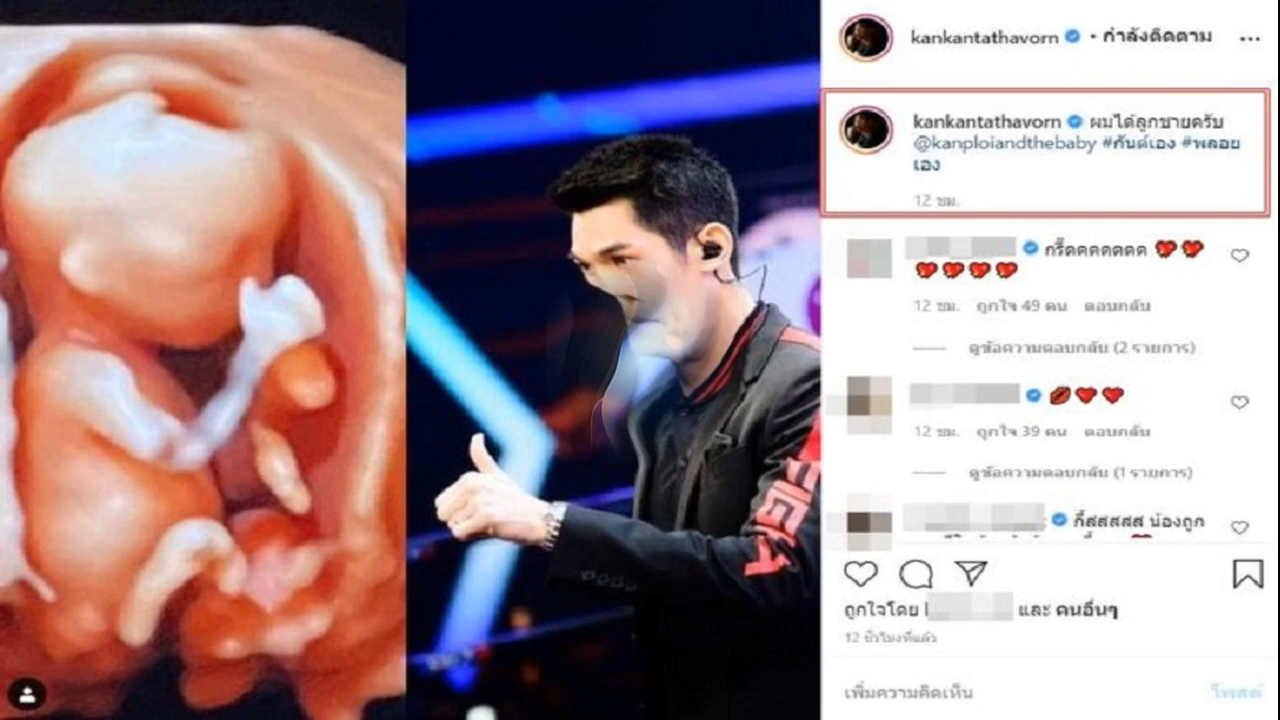 kankantathavorn • กำลังติดตาม
kankantathavorn ผมได้ลูกชายครับ
@kanploiandthebaby #กันต์เอง #พลอย
เอง
12 ชม.
กรี๊ดดดดดดด
12 ชม. ถูกใจ 49 คน ตอบกลับ
ดูข้อความตอบกลับ (2 รายการ)
12 ชม. ถูกใจ 39 คน ตอบกลับ
ดูข้อความตอบกลับ (1 รายการ)
กี๊สสสสส น้องถูก
ถูกใจโดย และ คนอื่นๆ
12 ชั่วโมงที่แล้ว
เพิ่มความคิดเห็น
โพสต์